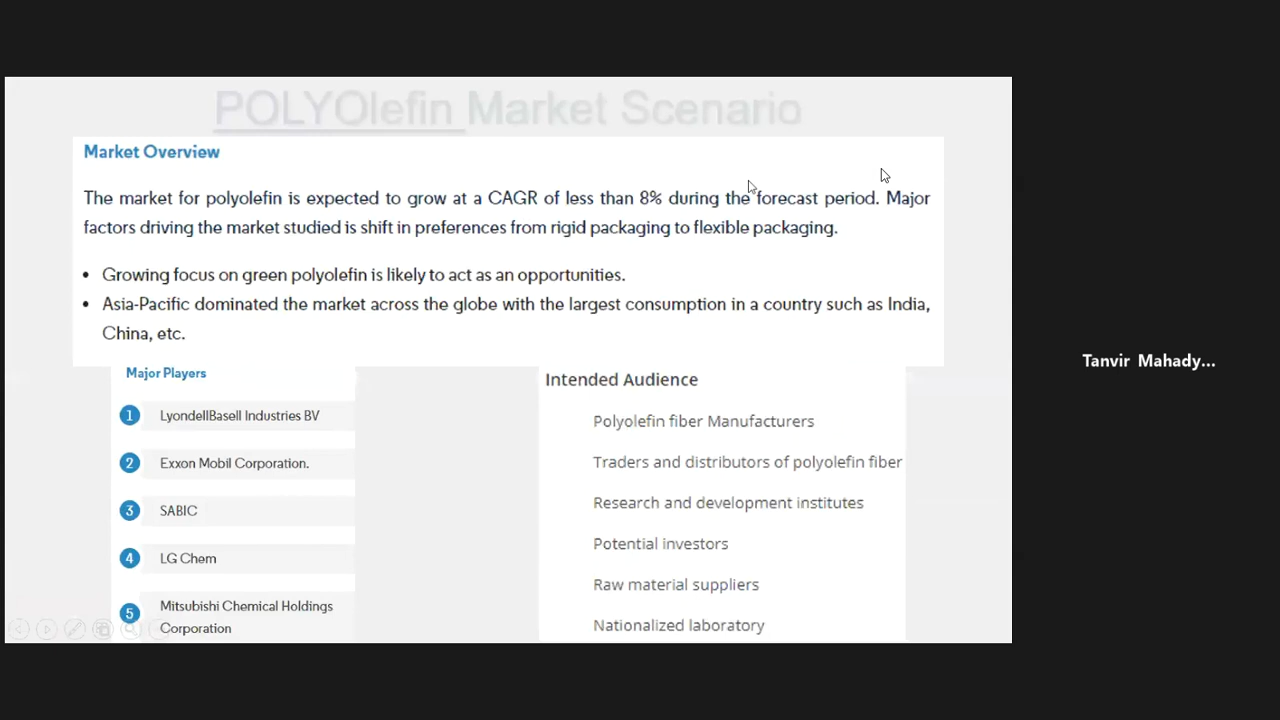 POLYOlefin Market Scenario
Market Overview
The market for polyolefin is expected to grow at a CAGR of less than 8% during the forecast period. Major
factors driving the market studied is shift in preferences from rigid packaging to flexible packaging.
• Growing focus on green polyolefin is likely to act as an opportunities.
• Asia-Pacific dominated the market across the globe with the largest consumption in a country such as India,
China, etc.
Major Players
1 LyondellBasell Industries BV
2 Exxon Mobil Corporation.
3 SABIC
4 LG Chem
5 Mitsubishi Chemical Holdings
Corporation
Intended Audience
Polyolefin fiber Manufacturers
Traders and distributors of polyolefin fiber
Research and development institutes
Potential investors
Raw material suppliers
Nationalized laboratory
Tanvir Mahady...